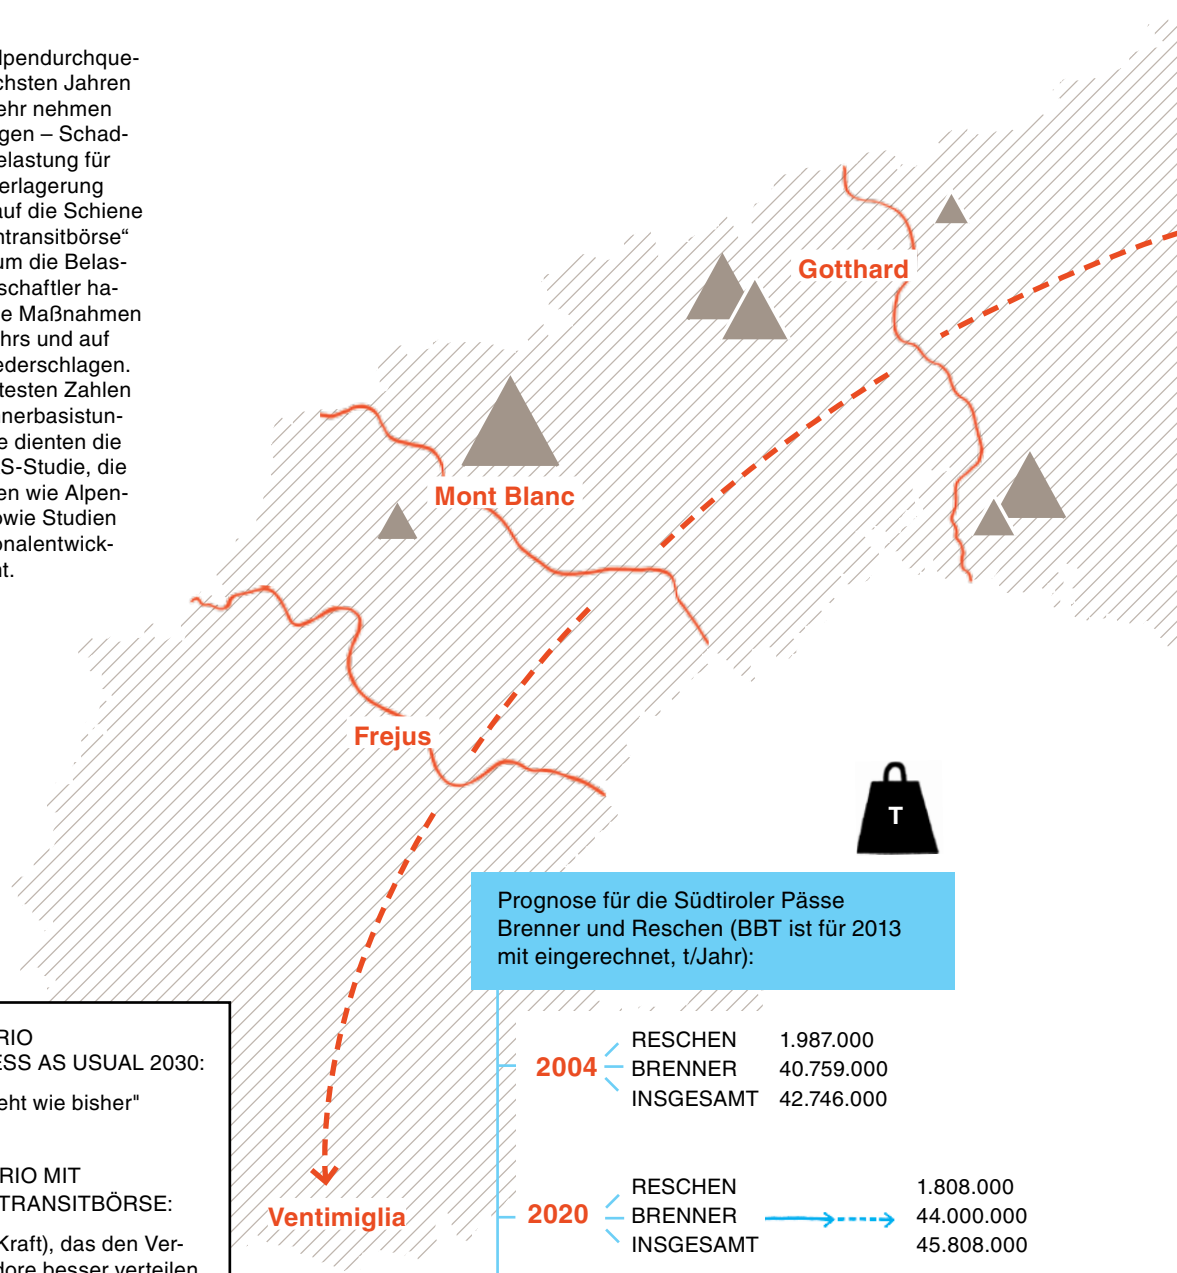 lpendurchque-
chsten Jahren
ehr nehmen
gen – Schad-
elastung für
erlagerung
auf die Schiene
ntransitbörse“
um die Belas-
schaftler ha-
e Maßnahmen
hrs und auf
ederschlagen.
testen Zahlen
nerbasistun-
e dienten die
S-Studie, die
en wie Alpen-
owie Studien
onalentwick-
nt.
Gotthard
Mont Blanc
Frejus
Ventimiglia
T
Prognose für die Südtiroler Pässe
Brenner und Reschen (BBT ist für 2013
mit eingerechnet, t/Jahr):
2004
RESCHEN 1.987.000
BRENNER 40.759.000
INSGESAMT 42.746.000
2020
RESCHEN 1.808.000
BRENNER 44.000.000
INSGESAMT 45.808.000
RIO
ESS AS USUAL 2030:
eht wie bisher"
RIO MIT
TRANSITBÖRSE:
Kraft), das den Ver-
dore besser verteilen